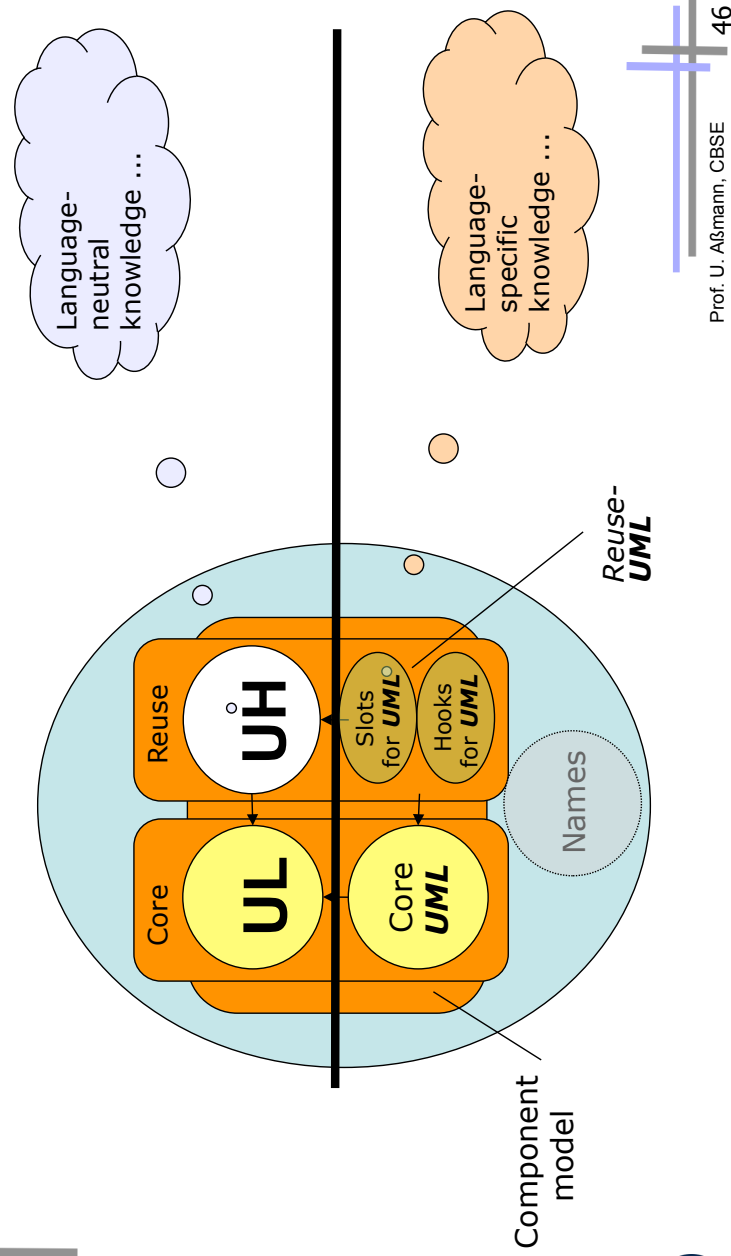 Language-
neutral
knowledge ...
Core
Reuse
UL
UH
Slots
for UML
Hooks
for UML
Core
UML
Names
Component
model
Reuse-
UML
Language-
specific
knowledge ...
Prof. U. Aßmann, CBSE
46